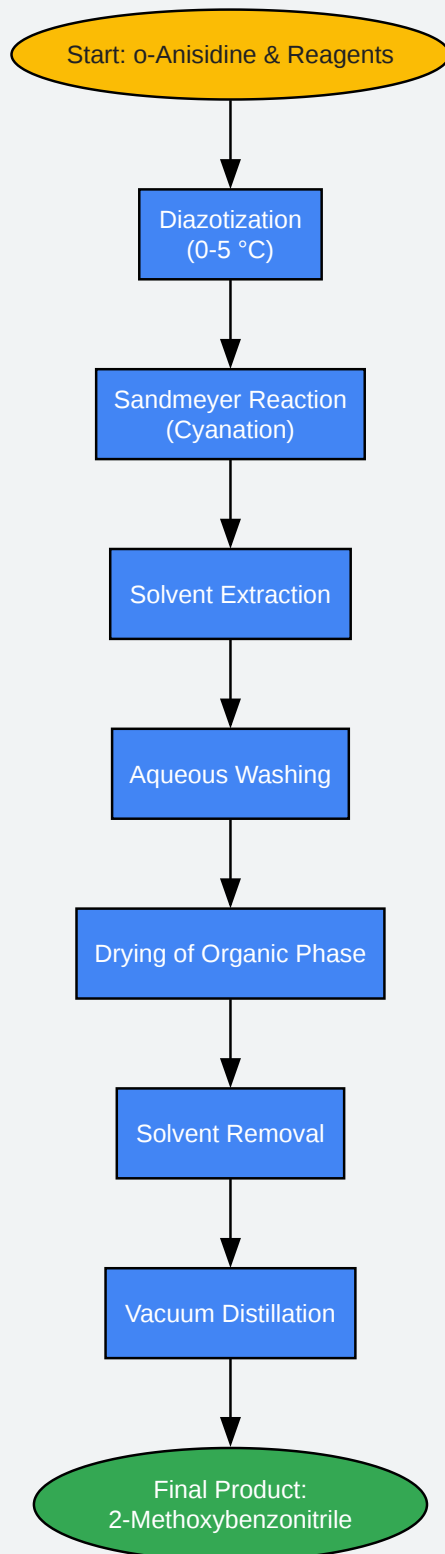 Start: o-Anisidine & Reagents
Diazotization
(0-5 °C)
Sandmeyer Reaction
(Cyanation)
Solvent Extraction
Aqueous Washing
Drying of Organic Phase
Solvent Removal
Vacuum Distillation
Final Product:
2-Methoxybenzonitrile